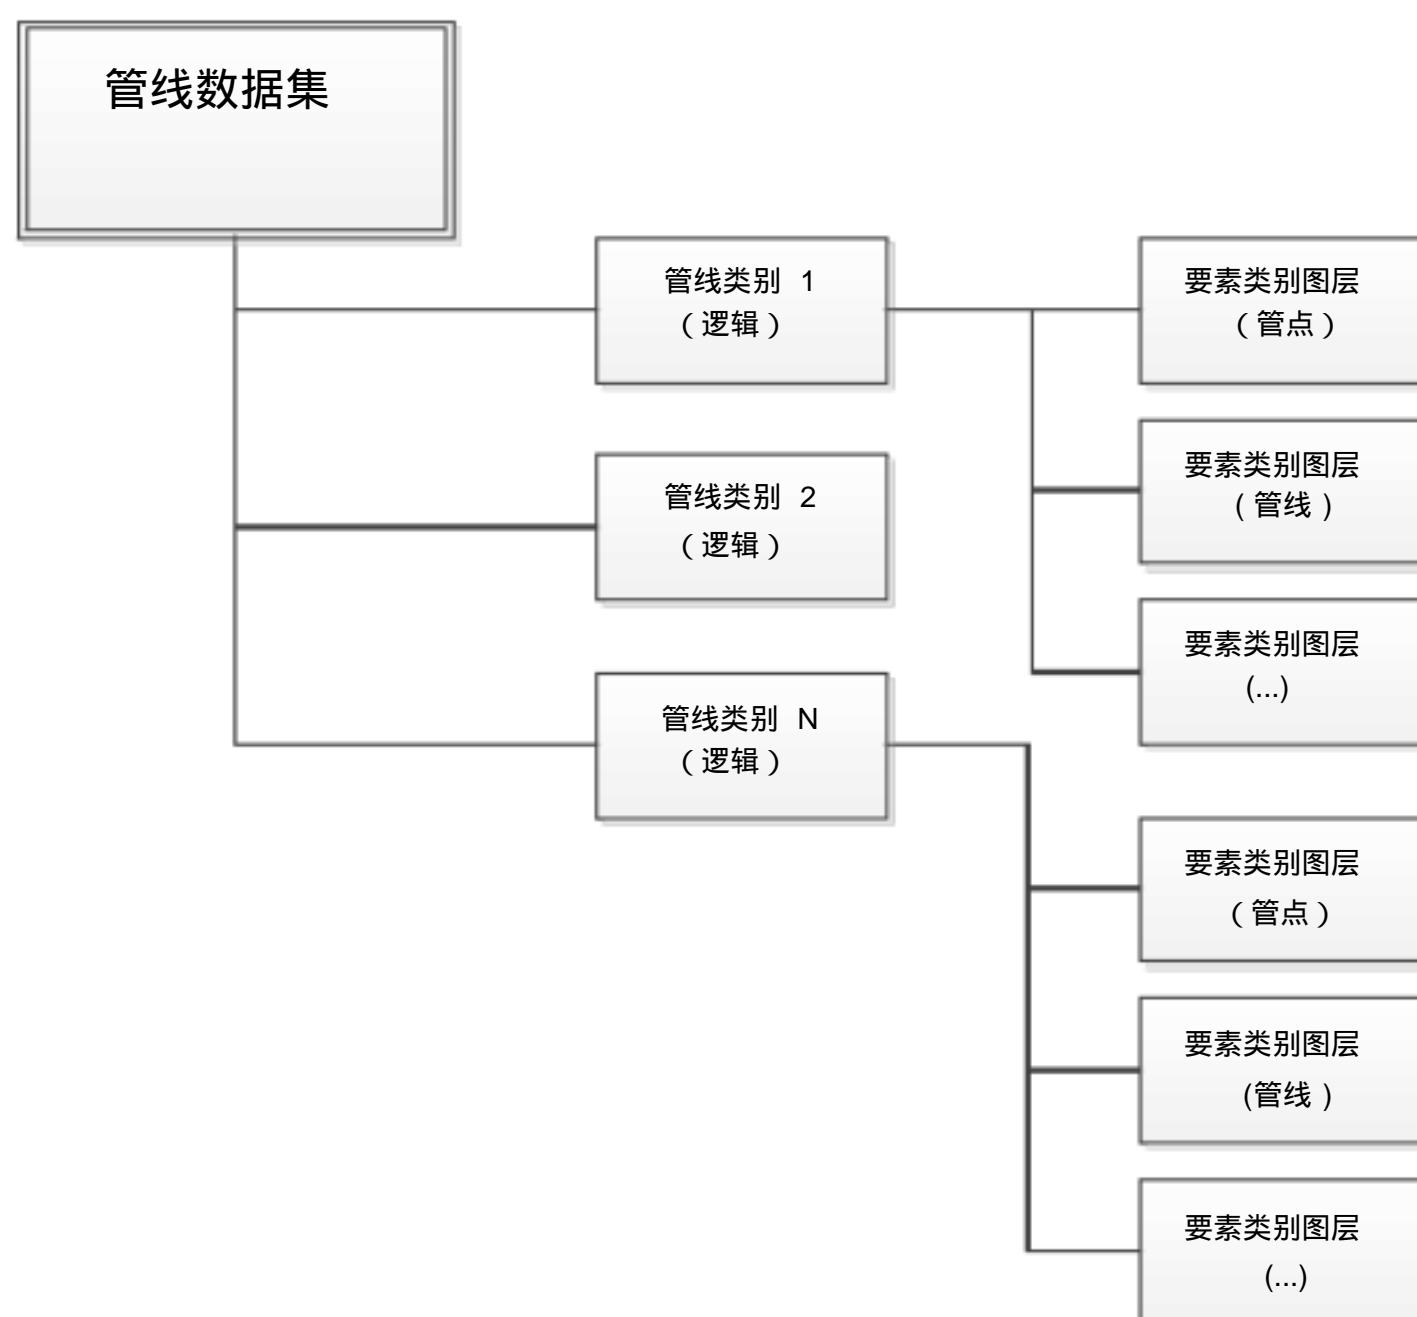 管线数据集
管线类别 1
（逻辑）
要素类别图层
（管点）
要素类别图层
（管线）
要素类别图层
(...)
管线类别 2
（逻辑）
管线类别 N
（逻辑）
要素类别图层
（管点）
要素类别图层
(管线）
要素类别图层
(...)